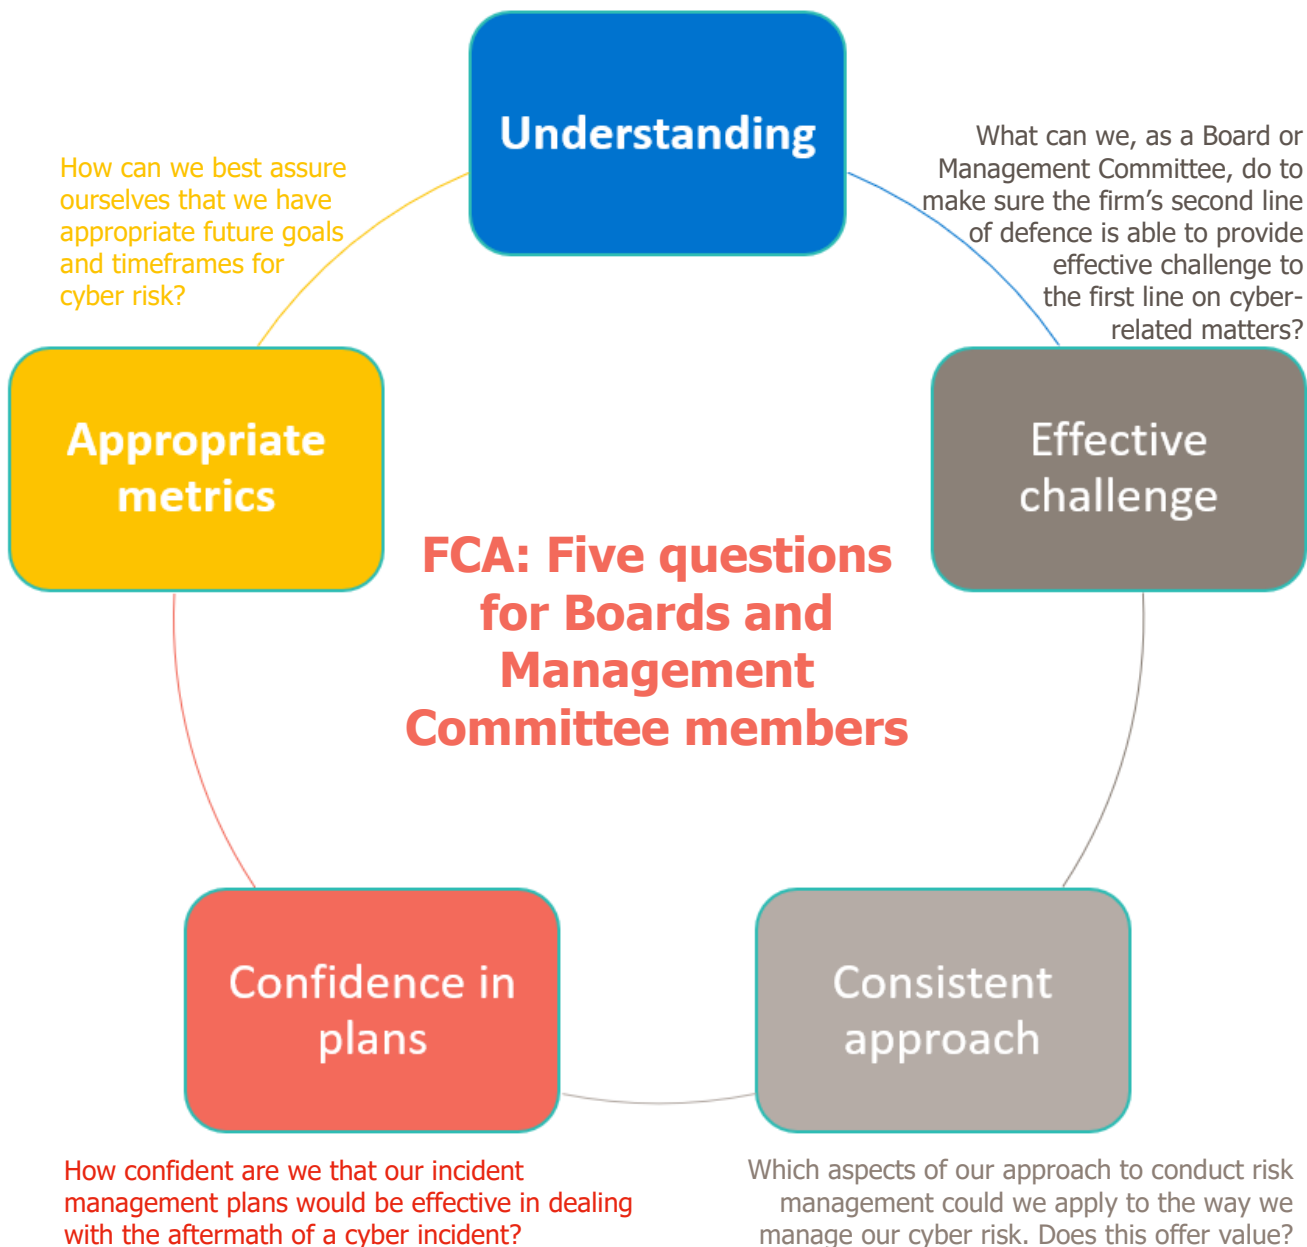 Understanding
How can we best assure
ourselves that we have
appropriate future goals
and timeframes for
cyber risk?
What can we, as a Board or
Management Committee, do to
make sure the firm’s second line
of defence is able to provide
effective challenge to
the first line on cyber-
related matters?
Appropriate
metrics
Effective
challenge
FCA: Five questions
for Boards and
Management
Committee members
Confidence in
plans
Consistent
approach
How confident are we that our incident
management plans would be effective in dealing
with the aftermath of a cyber incident?
Which aspects of our approach to conduct risk
management could we apply to the way we
manage our cyber risk. Does this offer value?